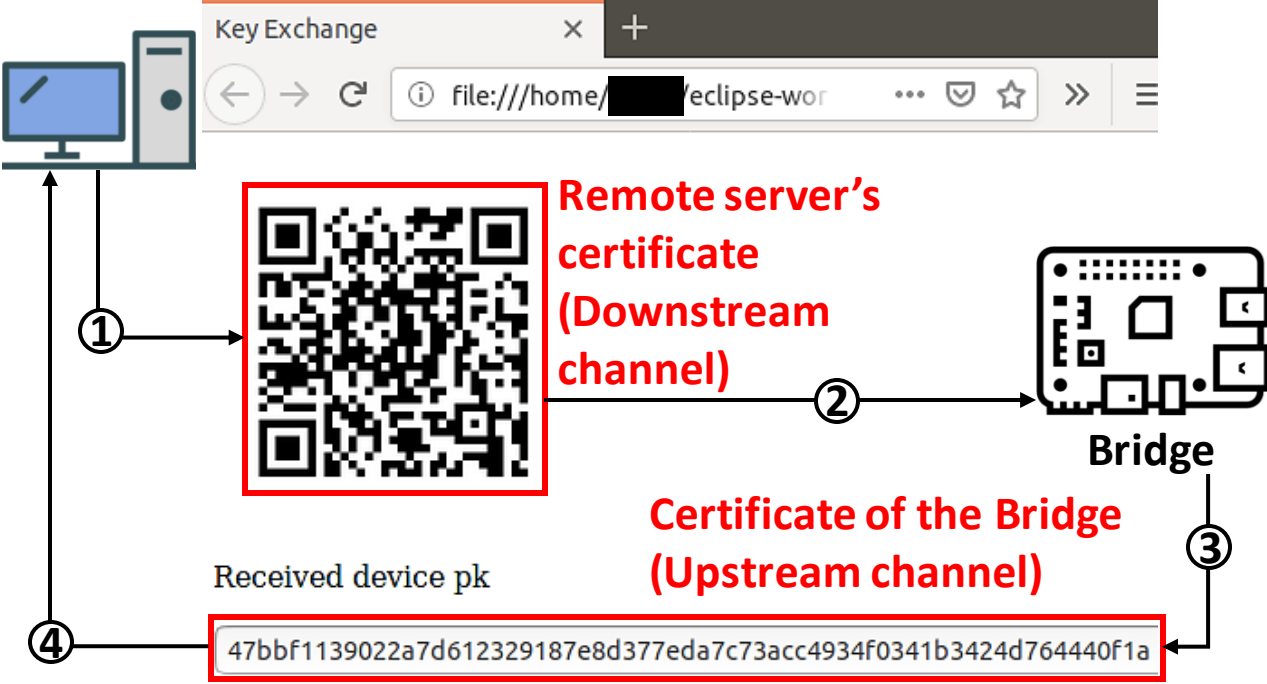 Key Exchange
file:///home/ /eclipse-wor
Remote server's
certificate
(Downstream
channel)
1
2
Bridge
Certificate of the Bridge
(Upstream channel)
3
Received device pk
4
47bbf1139022a7d612329187e8d377eda7c73acc4934f0341b3424d764440f1a